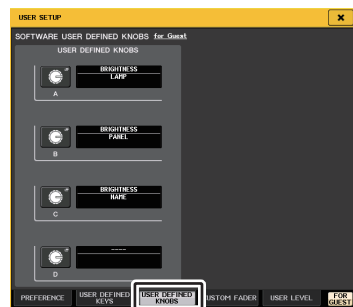 USER SETUP
SOFTWARE USER DEFINED KNOBS for Guest
USER DEFINED KNOBS
BRIGHTNESS
LAMP
A
BRIGHTNESS
PANEL
B
BRIGHTNESS
NAME
C
----
D
PREFERENCE
USER DEFINED
KEYS
USER DEFINED
KNOBS
USTOM FADER
USER LEVEL
FOR
GUEST